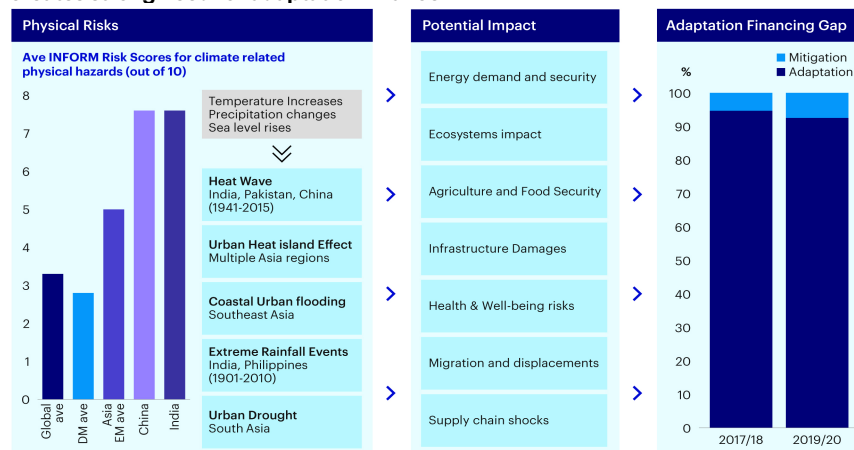 Physical Risks
Ave INFORM Risk Scores for climate related
physical hazards (out of 10)
8
7
6
5
4
3
2
1
0
Global
ave
DM ave
Asia
EM ave
China
India
Temperature Increases
Precipitation changes
Sea level rises
Heat Wave
India, Pakistan, China
(1941-2015)
Urban Heat island Effect
Multiple Asia regions
Coastal Urban flooding
Southeast Asia
Extreme Rainfall Events
India, Philippines
(1901-2010)
Urban Drought
South Asia
Potential Impact
Energy demand and security
Ecosystems impact
Agriculture and Food Security
Infrastructure Damages
Health & Well-being risks
Migration and displacements
Supply chain shocks
Adaptation Financing Gap
Mitigation
Adaptation
%
100
90
80
70
60
50
40
30
20
10
0
2017/18
2019/20